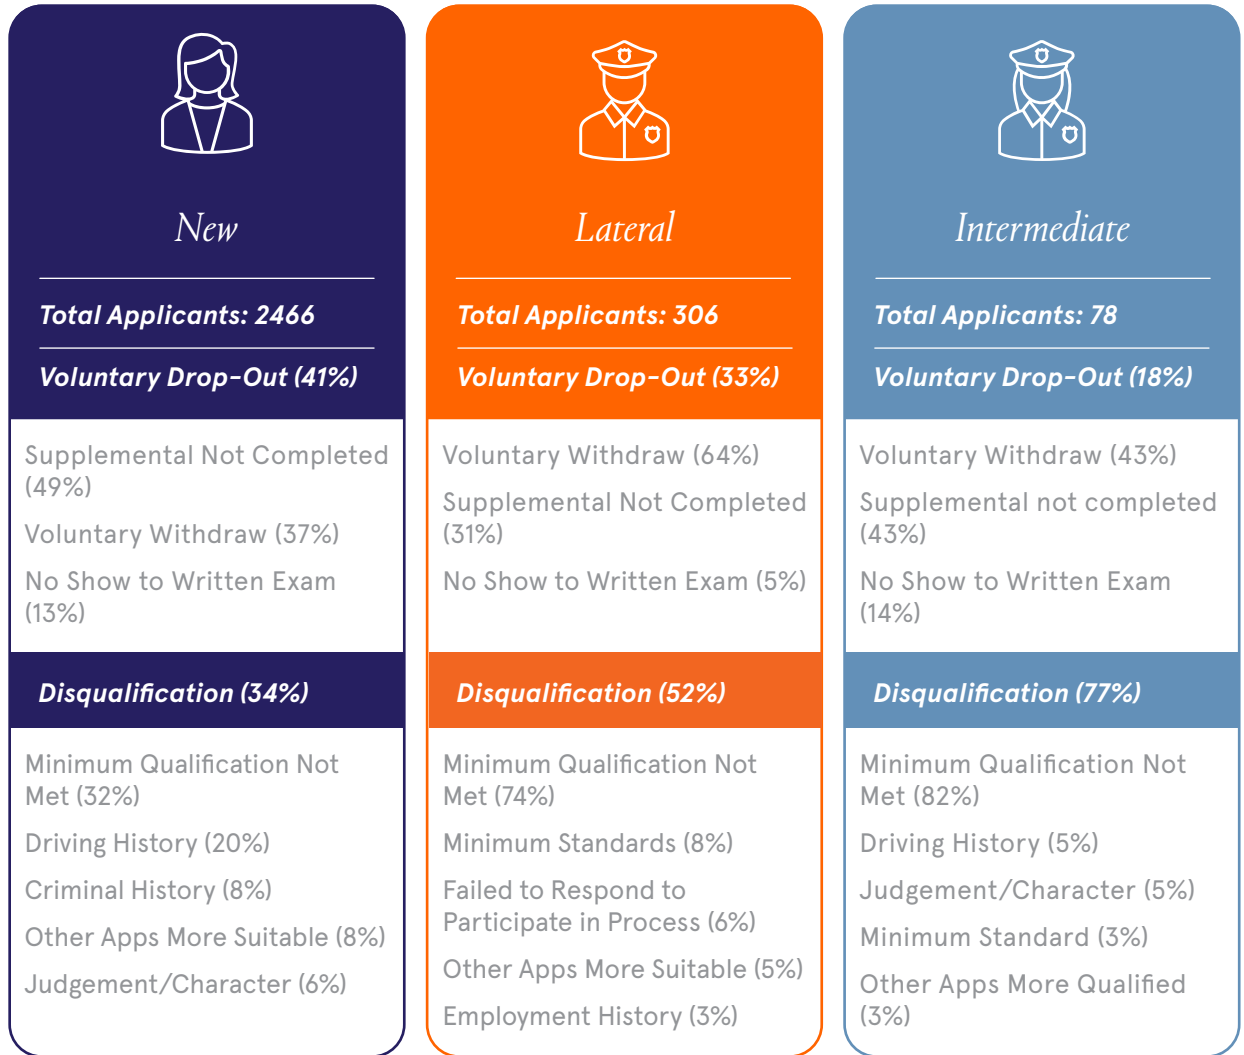 New
Total Applicants: 2466
Voluntary Drop-Out (41%)
Supplemental Not Completed
(49%)
Voluntary Withdraw (37%)
No Show to Written Exam
(13%)
Disqualification (34%)
Minimum Qualification Not
Met (32%)
Driving History (20%)
Criminal History (8%)
Other Apps More Suitable (8%)
Judgement/Character (6%)
Lateral
Total Applicants: 306
Voluntary Drop-Out (33%)
Voluntary Withdraw (64%)
Supplemental Not Completed
(31%)
No Show to Written Exam (5%)
Disqualification (52%)
Minimum Qualification Not
Met (74%)
Minimum Standards (8%)
Failed to Respond to
Participate in Process (6%)
Other Apps More Suitable (5%)
Employment History (3%)
Intermediate
Total Applicants: 78
Voluntary Drop-Out (18%)
Voluntary Withdraw (43%)
Supplemental not completed
(43%)
No Show to Written Exam
(14%)
Disqualification (77%)
Minimum Qualification Not
Met (82%)
Driving History (5%)
Judgement/Character (5%)
Minimum Standard (3%)
Other Apps More Qualified
(3%)